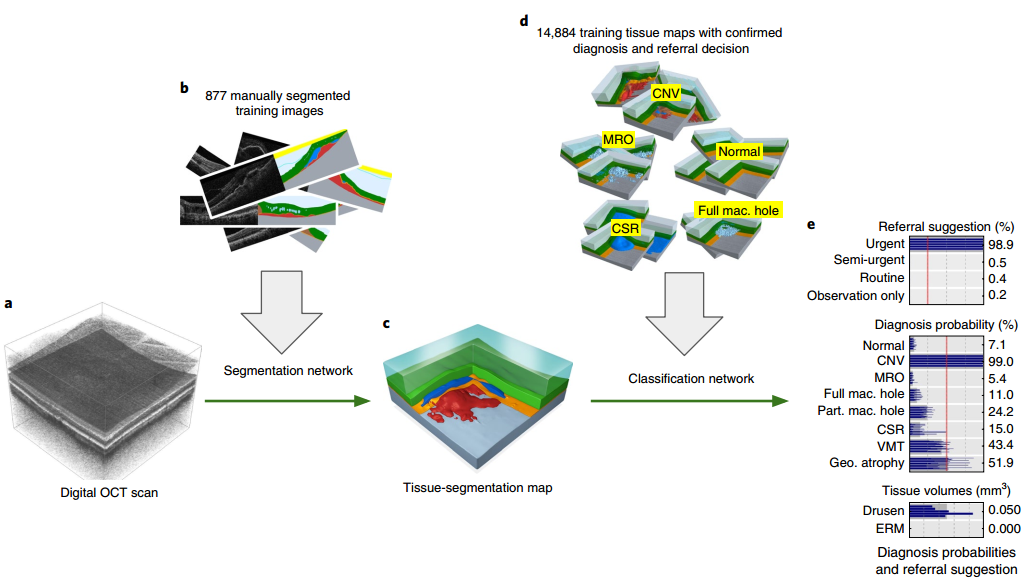 a
Digital OCT scan
b
877 manually segmented
training images
Segmentation network
c
Tissue-segmentation map
d
14,884 training tissue maps with confirmed
diagnosis and referral decision
CNV
MRO
Normal
Full mac. hole
CSR
Classification network
e
Referral suggestion (%)
Urgent 98.9
Semi-urgent 0.5
Routine 0.4
Observation only 0.2
Diagnosis probability (%)
Normal 7.1
CNV 99.0
MRO 5.4
Full mac. hole 11.0
Part. mac. hole 24.2
CSR 15.0
VMT 43.4
Geo. atrophy 51.9
Tissue volumes (mm³)
Drusen 0.050
ERM 0.000
Diagnosis probabilities
and referral suggestion